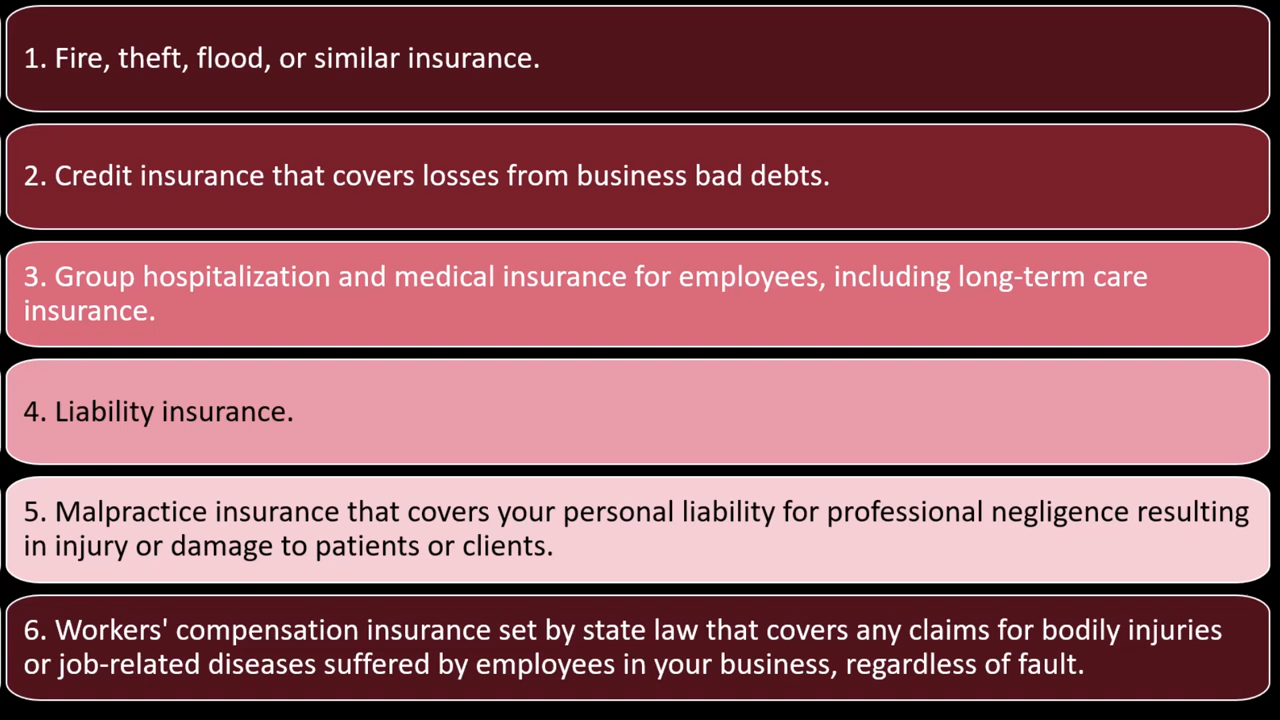 1. Fire, theft, flood, or similar insurance.
2. Credit insurance that covers losses from business bad debts.
3. Group hospitalization and medical insurance for employees, including long-term care
insurance.
4. Liability insurance.
5. Malpractice insurance that covers your personal liability for professional negligence resulting
in injury or damage to patients or clients.
6. Workers' compensation insurance set by state law that covers any claims for bodily injuries
or job-related diseases suffered by employees in your business, regardless of fault.